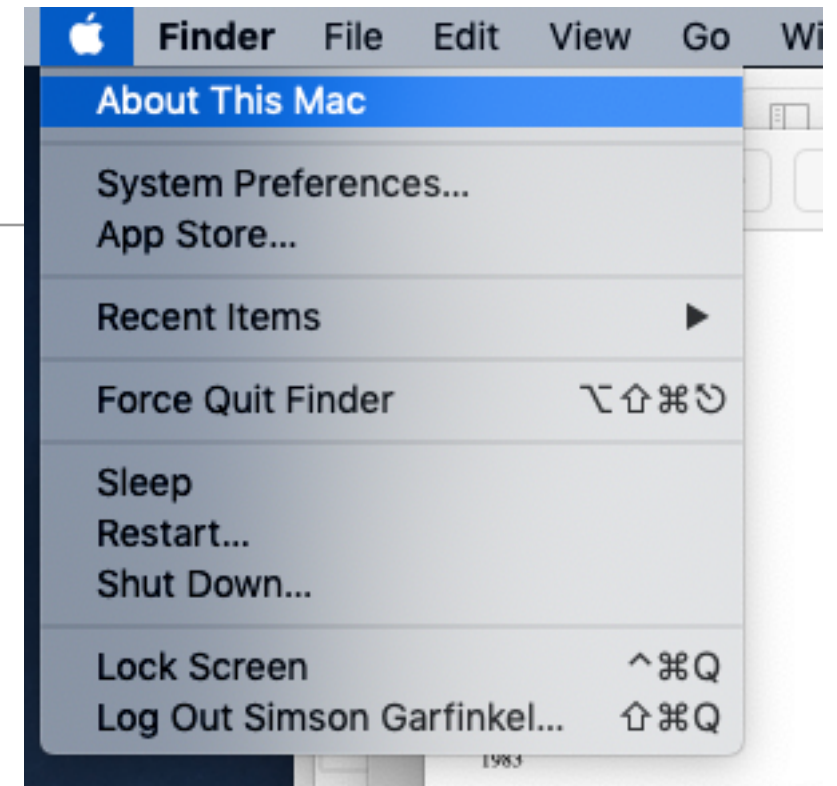 Finder File Edit View Go Wi
About This Mac
System Preferences...
App Store...
Recent Items ▶
Force Quit Finder ⌥⇧⌘⎋
Sleep
Restart...
Shut Down...
Lock Screen ^⌘Q
Log Out Simson Garfinkel... ⇧⌘Q
1983